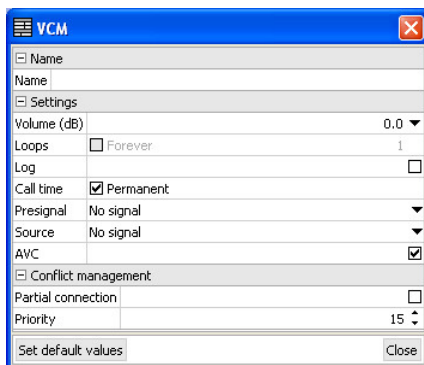 VCM
Name
Name
Settings
Volume (dB) 0.0
Loops Forever 1
Log
Call time Permanent
Presignal No signal
Source No signal
AVC
Conflict management
Partial connection
Priority 15
Set default values Close